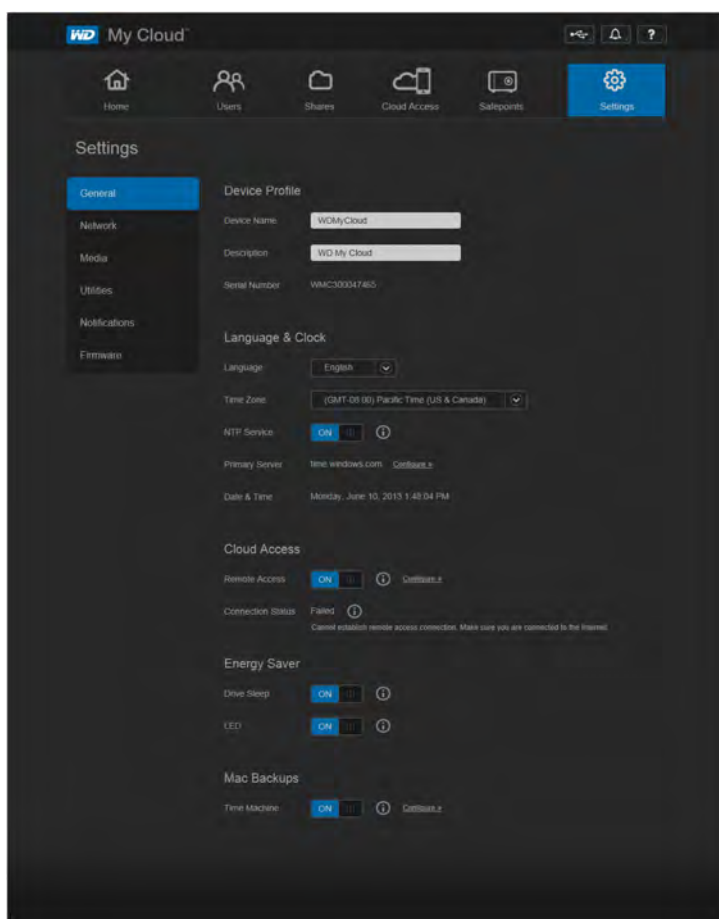 WD My Cloud
?
Home Users Shares Cloud Access Safepoints Settings
Settings
General
Network
Media
Utilities
Notifications
Firmware
Device Profile
Device Name WDMyCloud
Description WD My Cloud
Serial Number WMC300047465
Language & Clock
Language English
Time Zone (GMT-08:00) Pacific Time (US & Canada)
NTP Service ON
Primary Server time.windows.com Configure »
Date & Time Monday, June 10, 2013 1:48:04 PM
Cloud Access
Remote Access ON Configure »
Connection Status Failed
Cannot establish remote access connection. Make sure you are connected to the Internet.
Energy Saver
Drive Sleep ON
LED ON
Mac Backups
Time Machine ON Configure »